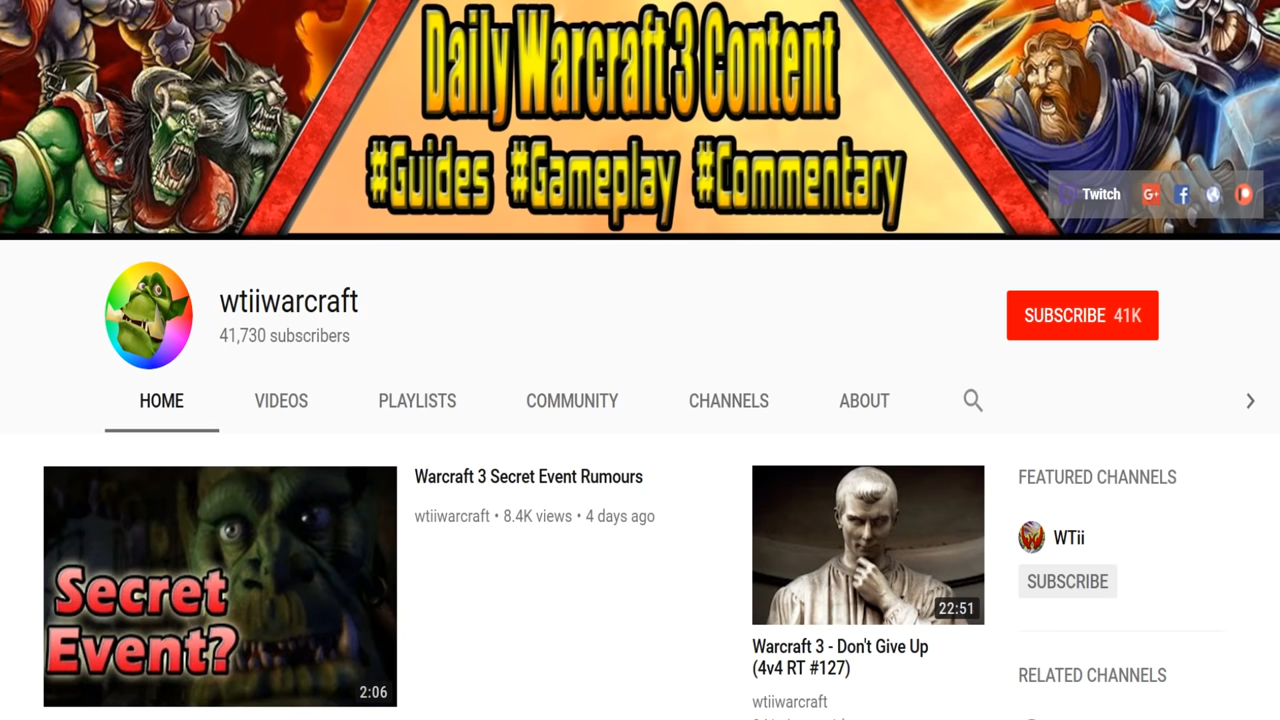 Daily Warcraft 3 Content
#Guides #Gameplay #Commentary
Twitch
wtiiwarcraft
41,730 subscribers
SUBSCRIBE 41K
HOME VIDEOS PLAYLISTS COMMUNITY CHANNELS ABOUT
Secret
Event?
2:06
Warcraft 3 Secret Event Rumours
wtiiwarcraft • 8.4K views • 4 days ago
22:51
Warcraft 3 - Don't Give Up
(4v4 RT #127)
wtiiwarcraft
FEATURED CHANNELS
WTii
SUBSCRIBE
RELATED CHANNELS